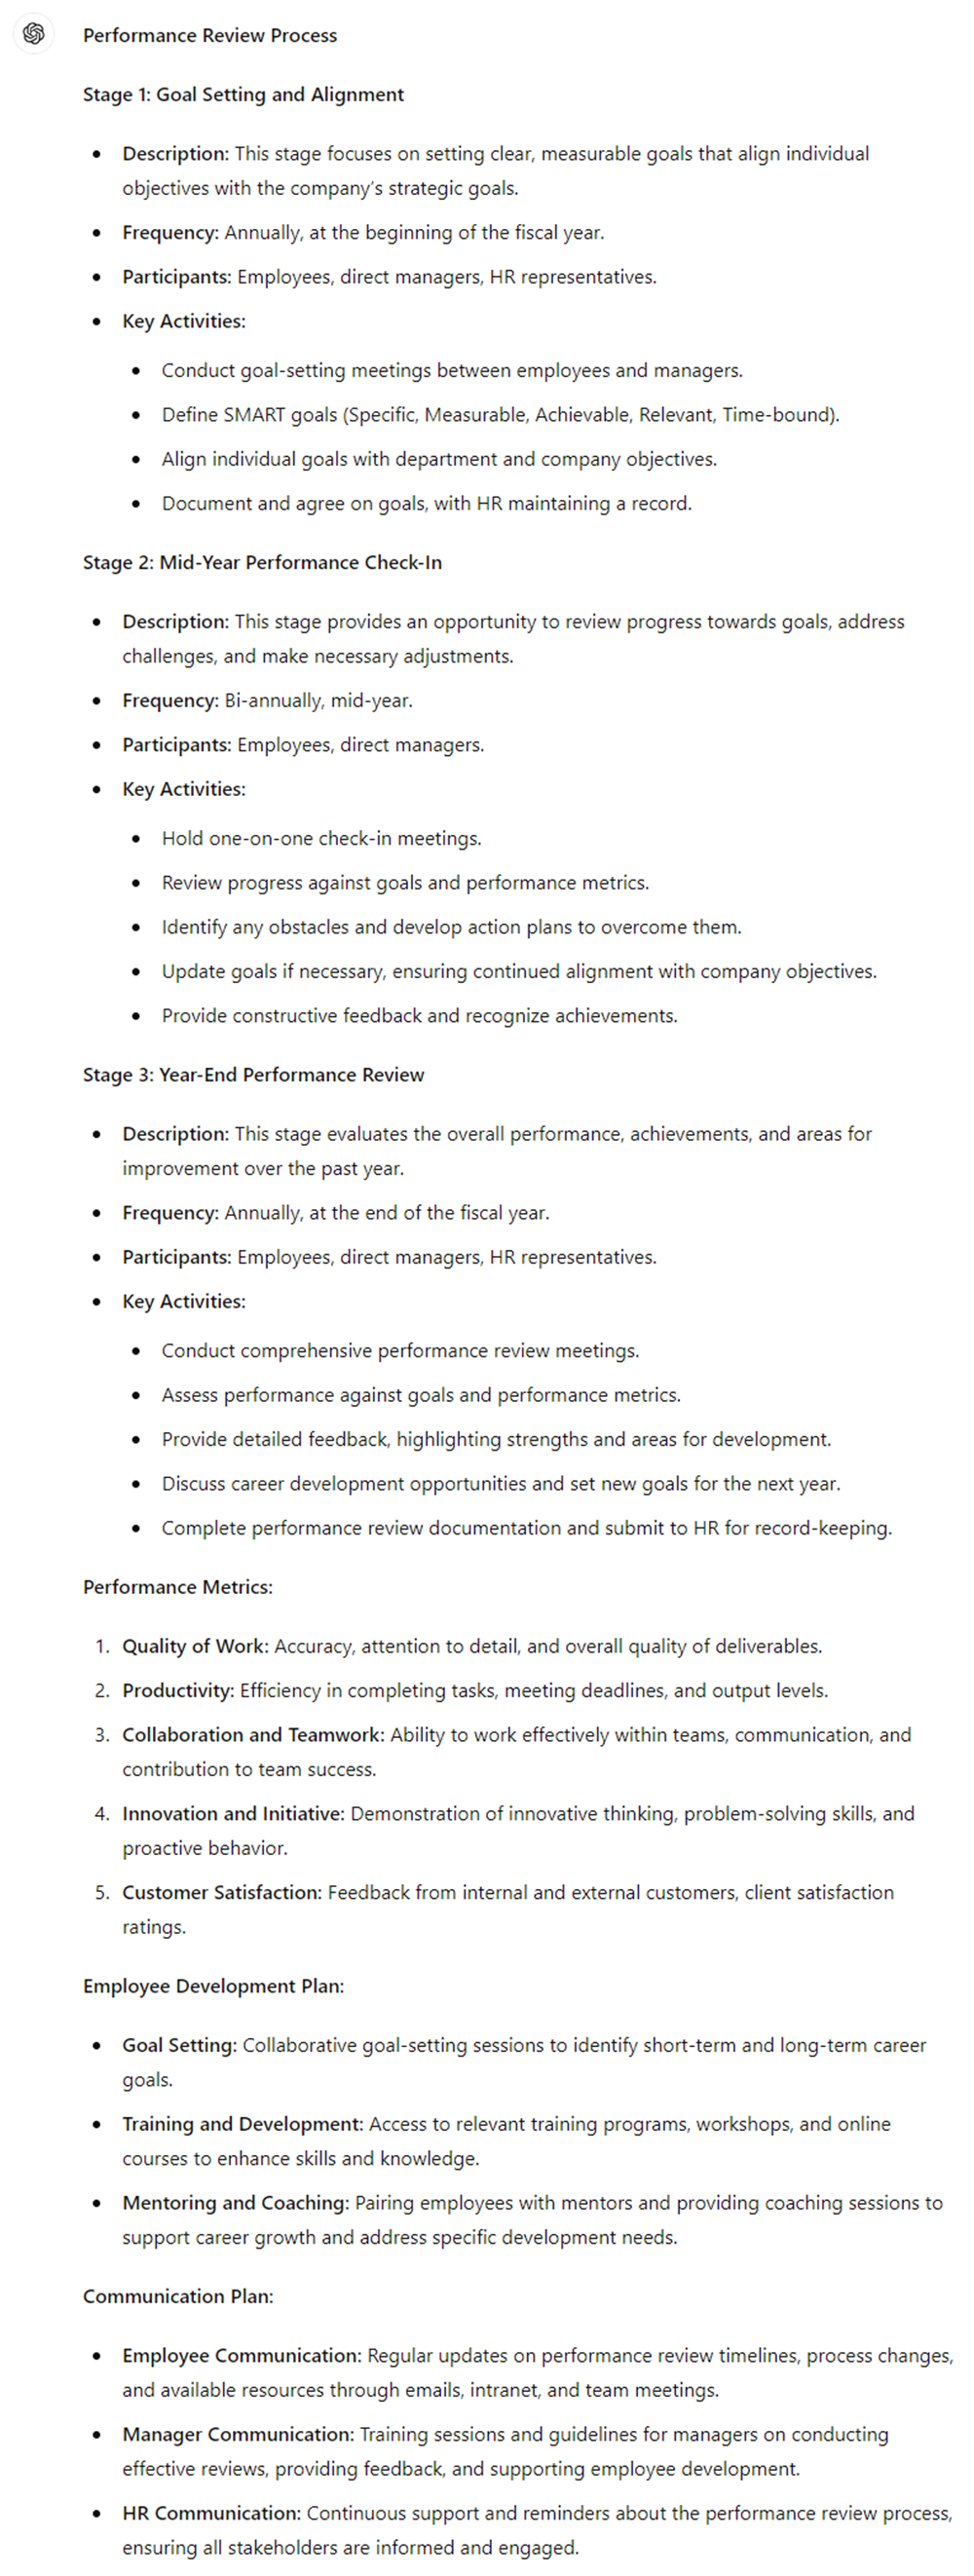 Performance Review Process
Stage 1: Goal Setting and Alignment
Description: This stage focuses on setting clear, measurable goals that align individual
objectives with the company's strategic goals.
Frequency: Annually, at the beginning of the fiscal year.
Participants: Employees, direct managers, HR representatives.
Key Activities:
Conduct goal-setting meetings between employees and managers.
Define SMART goals (Specific, Measurable, Achievable, Relevant, Time-bound).
Align individual goals with department and company objectives.
Document and agree on goals, with HR maintaining a record.
Stage 2: Mid-Year Performance Check-In
Description: This stage provides an opportunity to review progress towards goals, address
challenges, and make necessary adjustments.
Frequency: Bi-annually, mid-year.
Participants: Employees, direct managers.
Key Activities:
Hold one-on-one check-in meetings.
Review progress against goals and performance metrics.
Identify any obstacles and develop action plans to overcome them.
Update goals if necessary, ensuring continued alignment with company objectives.
Provide constructive feedback and recognize achievements.
Stage 3: Year-End Performance Review
Description: This stage evaluates the overall performance, achievements, and areas for
improvement over the past year.
Frequency: Annually, at the end of the fiscal year.
Participants: Employees, direct managers, HR representatives.
Key Activities:
Conduct comprehensive performance review meetings.
Assess performance against goals and performance metrics.
Provide detailed feedback, highlighting strengths and areas for development.
Discuss career development opportunities and set new goals for the next year.
Complete performance review documentation and submit to HR for record-keeping.
Performance Metrics:
1. Quality of Work: Accuracy, attention to detail, and overall quality of deliverables.
2. Productivity: Efficiency in completing tasks, meeting deadlines, and output levels.
3. Collaboration and Teamwork: Ability to work effectively within teams, communication, and
contribution to team success.
4. Innovation and Initiative: Demonstration of innovative thinking, problem-solving skills, and
proactive behavior.
5. Customer Satisfaction: Feedback from internal and external customers, client satisfaction
ratings.
Employee Development Plan:
Goal Setting: Collaborative goal-setting sessions to identify short-term and long-term career
goals.
Training and Development: Access to relevant training programs, workshops, and online
courses to enhance skills and knowledge.
Mentoring and Coaching: Pairing employees with mentors and providing coaching sessions to
support career growth and address specific development needs.
Communication Plan:
Employee Communication: Regular updates on performance review timelines, process changes,
and available resources through emails, intranet, and team meetings.
Manager Communication: Training sessions and guidelines for managers on conducting
effective reviews, providing feedback, and supporting employee development.
HR Communication: Continuous support and reminders about the performance review process,
ensuring all stakeholders are informed and engaged.